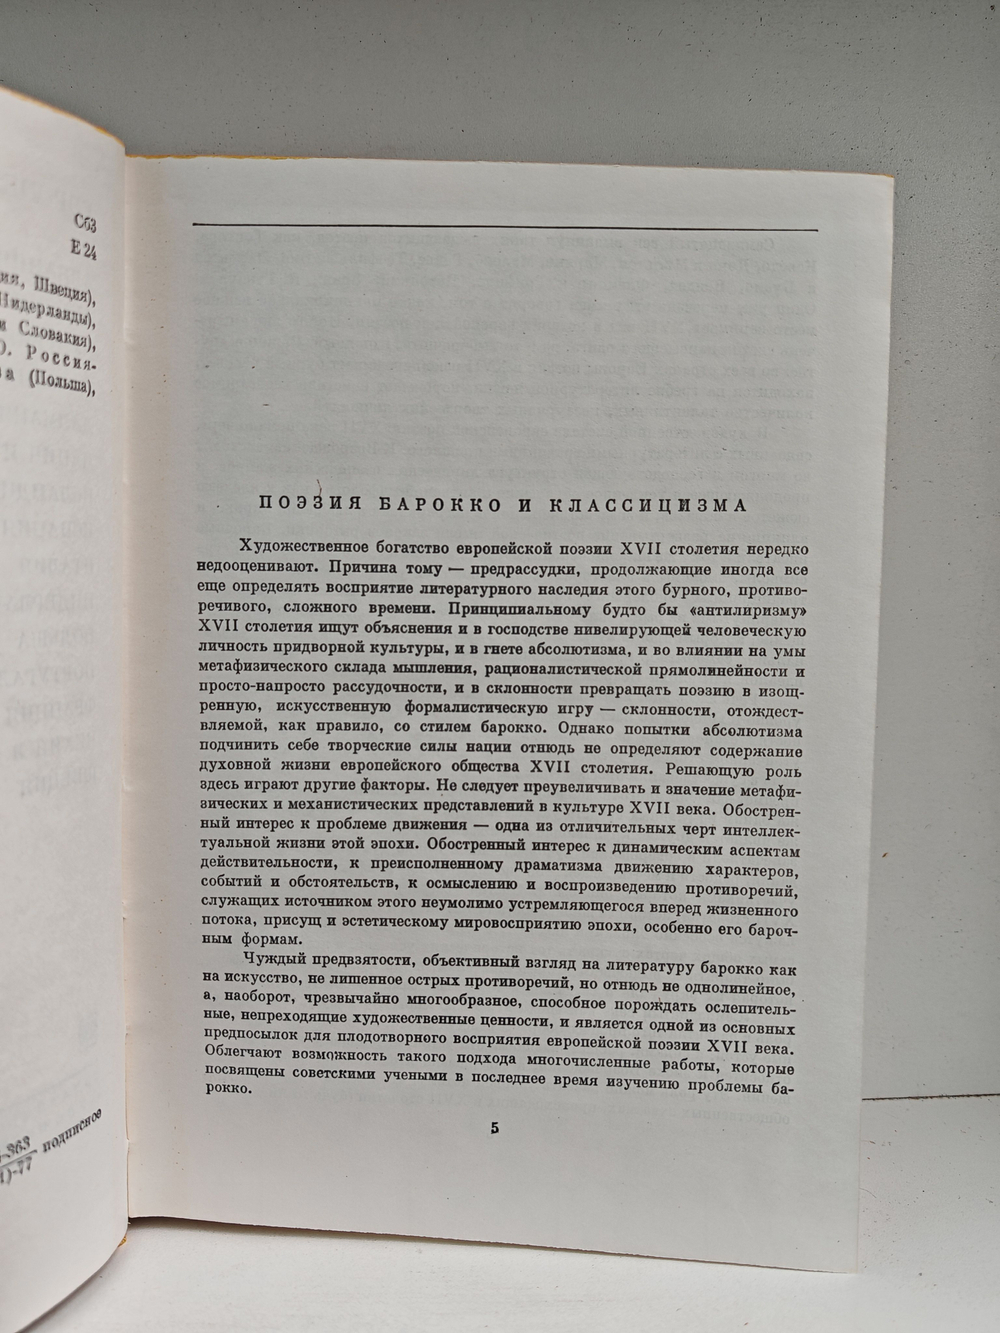 Сб3
Е 24
ия, Швеция),
Нидерланды),
и Словакия),
Ю. Россия-
ва (Польша),
-363
)-77 подписное
ПОЭЗИЯ БАРОККО И КЛАССИЦИЗМА
Художественное богатство европейской поэзии XVII столетия нередко
недооценивают. Причина тому — предрассудки, продолжающие иногда все
еще определять восприятие литературного наследия этого бурного, противо-
речивого, сложного времени. Принципиальному будто бы «антилиризму»
XVII столетия ищут объяснения и в господстве нивелирующей человеческую
личность придворной культуры, и в гнете абсолютизма, и во влиянии на умы
метафизического склада мышления, рационалистической прямолинейности и
просто-напросто рассудочности, и в склонности превращать поэзию в изощ-
ренную, искусственную формалистическую игру — склонности, отождест-
вляемой, как правило, со стилем барокко. Однако попытки абсолютизма
подчинить себе творческие силы нации отнюдь не определяют содержание
духовной жизни европейского общества XVII столетия. Решающую роль
здесь играют другие факторы. Не следует преувеличивать и значение метафи-
зических и механистических представлений в культуре XVII века. Обострен-
ный интерес к проблеме движения — одна из отличительных черт интеллек-
туальной жизни этой эпохи. Обостренный интерес к динамическим аспектам
действительности, к преисполненному драматизма движению характеров,
событий и обстоятельств, к осмыслению и воспроизведению противоречий,
служащих источником этого неумолимо устремляющегося вперед жизненного
потока, присущ и эстетическому мировосприятию эпохи, особенно его бароч-
ным формам.
Чуждый предвзятости, объективный взгляд на литературу барокко как
на искусство, не лишенное острых противоречий, но отнюдь не однолинейное,
а, наоборот, чрезвычайно многообразное, способное порождать ослепитель-
ные, непреходящие художественные ценности, и является одной из основных
предпосылок для плодотворного восприятия европейской поэзии XVII века.
Облегчают возможность такого подхода многочисленные работы, которые
посвящены советскими учеными в последнее время изучению проблемы ба-
рокко.
5